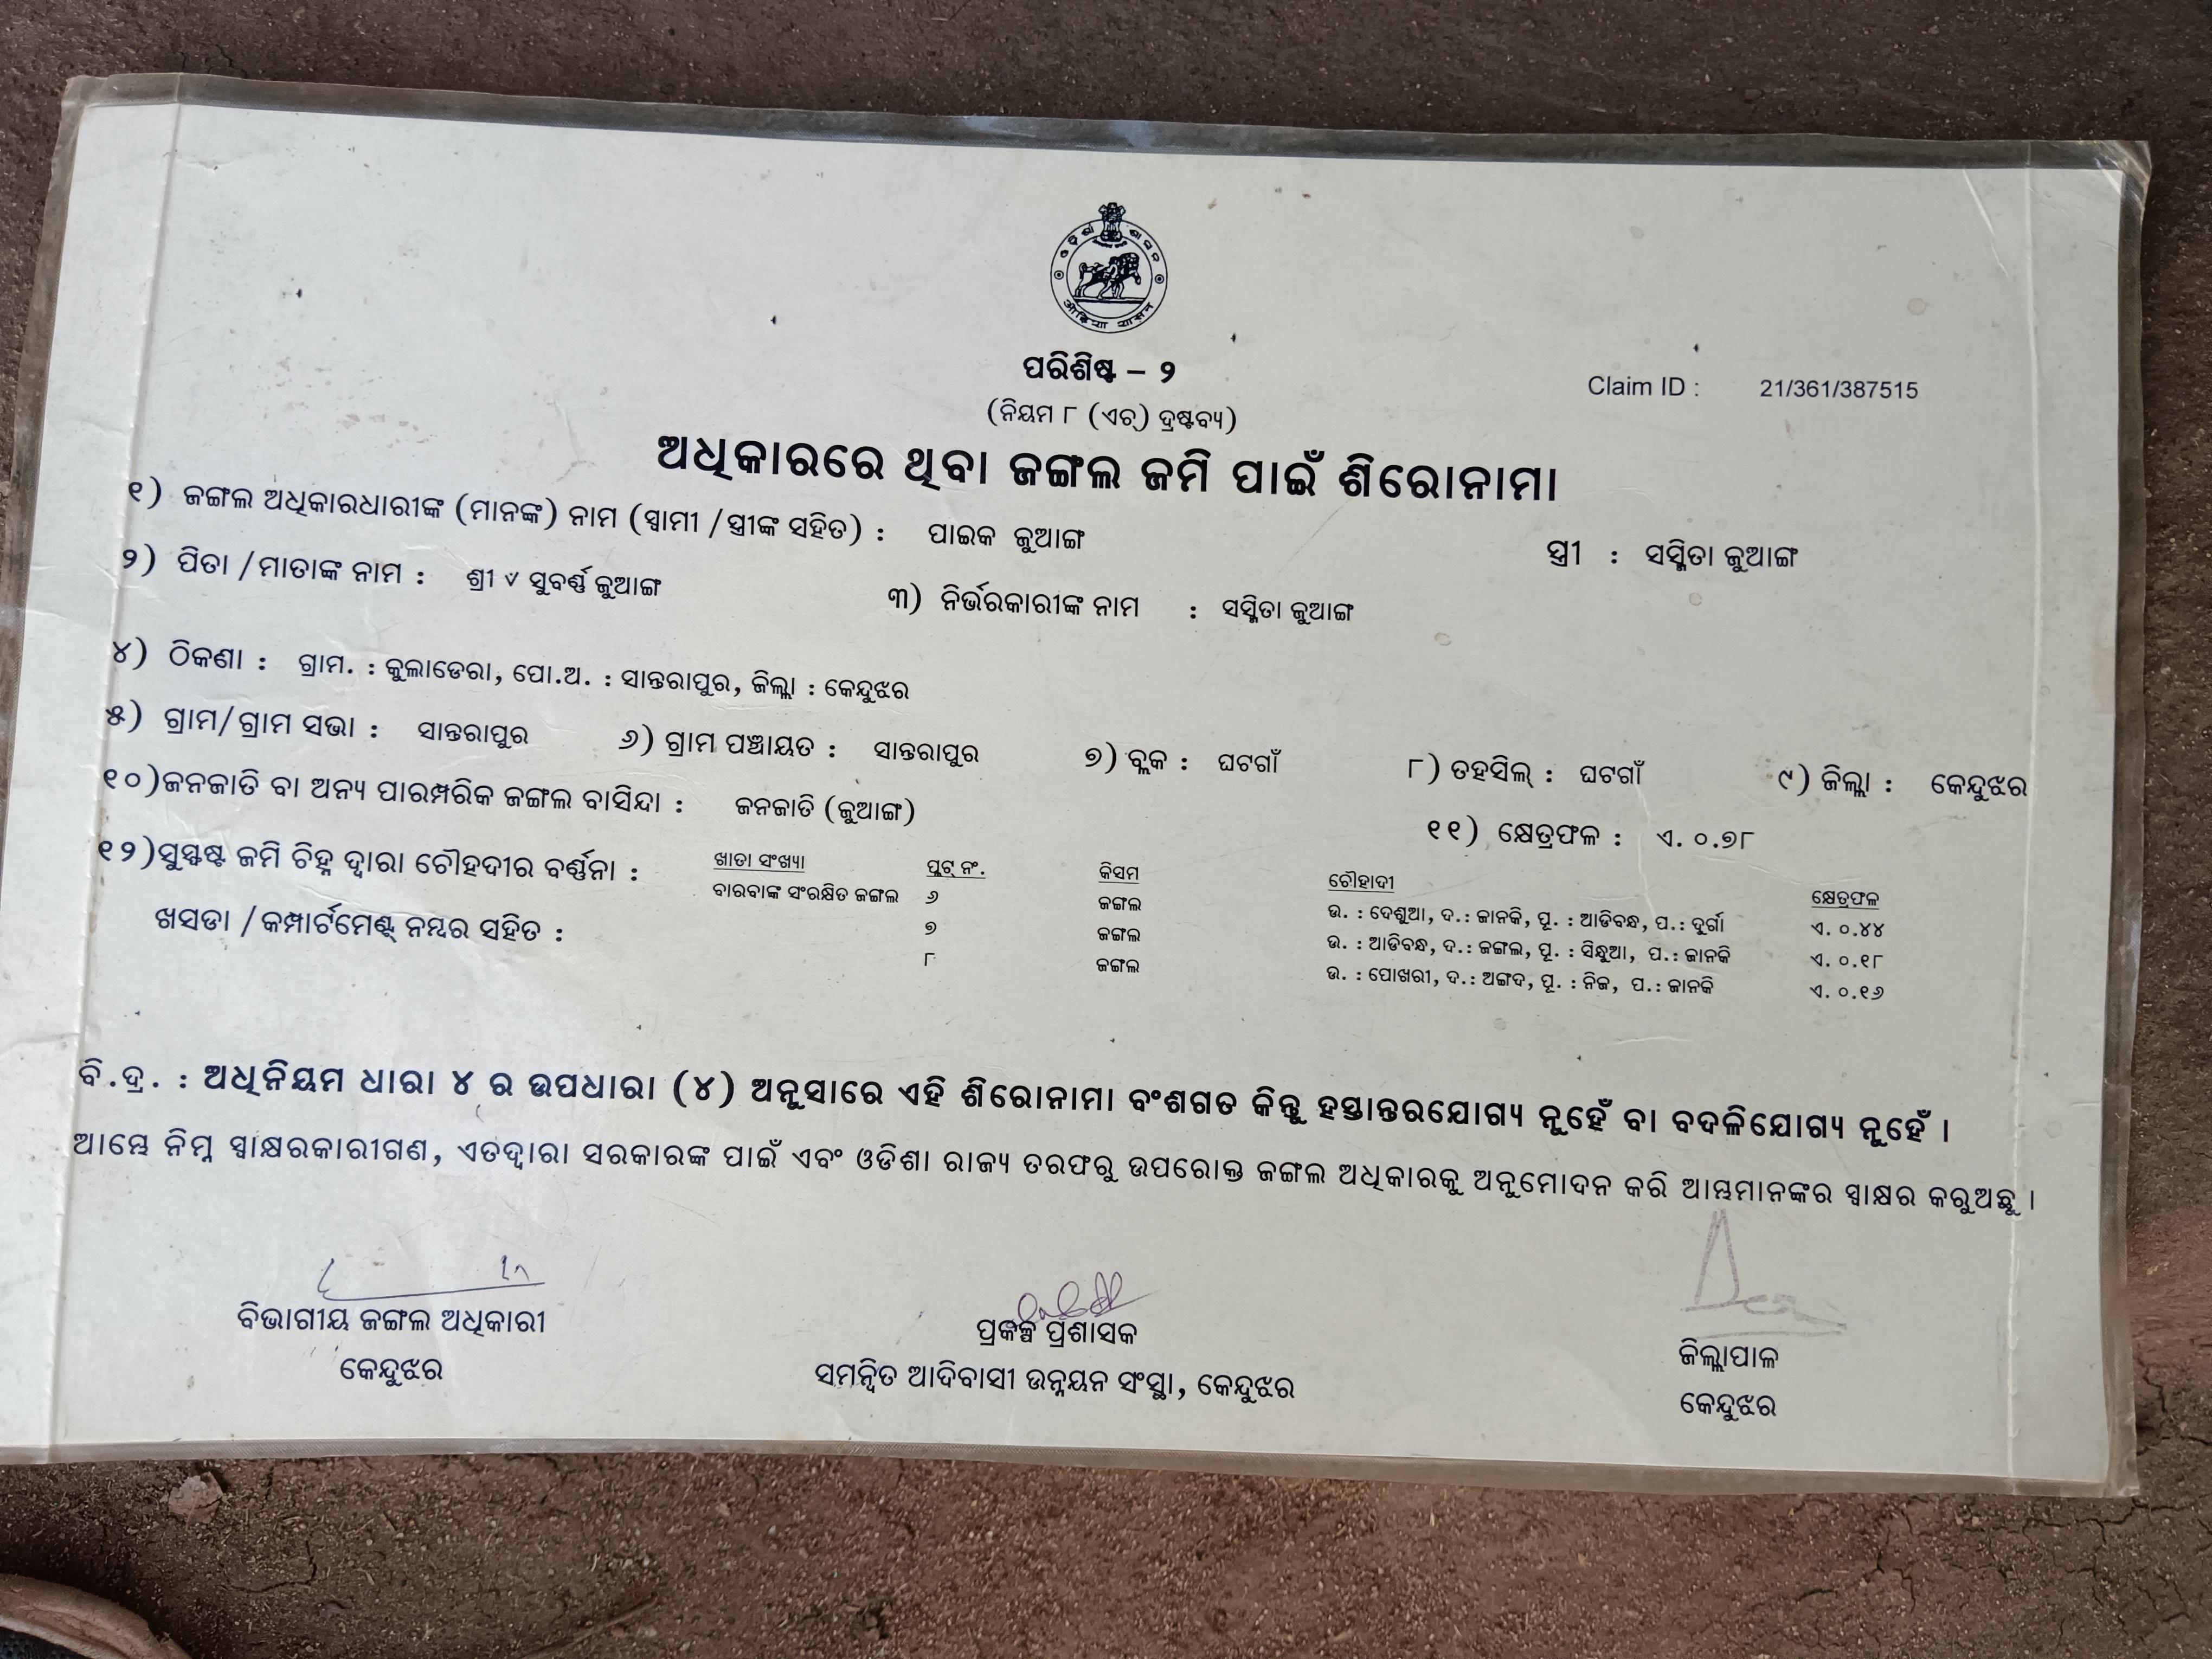 ଓଡ଼ିଶା ଶାସନ
ओड़िशा शासन
ପରିଶିଷ୍ଟ – ୨
Claim ID : 21/361/387515
(ନିୟମ ୮ (ଏଚ୍) ଦ୍ରଷ୍ଟବ୍ୟ)
ଅଧିକାରରେ ଥିବା ଜଙ୍ଗଲ ଜମି ପାଇଁ ଶିରୋନାମା
୧) ଜଙ୍ଗଲ ଅଧିକାରଧାରୀଙ୍କ (ମାନଙ୍କ) ନାମ (ସ୍ୱାମୀ /ସ୍ତ୍ରୀଙ୍କ ସହିତ) : ପାଇକ ଜୁଆଙ୍ଗ ସ୍ତ୍ରୀ : ସସ୍ମିତା ଜୁଆଙ୍ଗ
୨) ପିତା /ମାତାଙ୍କ ନାମ : ଶ୍ରୀ ୰ ସୁବର୍ଣ୍ଣ ଜୁଆଙ୍ଗ ୩) ନିର୍ଭରକାରୀଙ୍କ ନାମ : ସସ୍ମିତା ଜୁଆଙ୍ଗ
୪) ଠିକଣା : ଗ୍ରାମ. : କୁଲାଡେରା, ପୋ.ଅ. : ସାନ୍ତରାପୁର, ଜିଲ୍ଲା : କେନ୍ଦୁଝର
୫) ଗ୍ରାମ/ଗ୍ରାମ ସଭା : ସାନ୍ତରାପୁର ୬) ଗ୍ରାମ ପଞ୍ଚାୟତ : ସାନ୍ତରାପୁର ୭) ବ୍ଲକ : ଘଟଗାଁ ୮) ତହସିଲ୍ : ଘଟଗାଁ ୯) ଜିଲ୍ଲା : କେନ୍ଦୁଝର
୧୦)ଜନଜାତି ବା ଅନ୍ୟ ପାରମ୍ପରିକ ଜଙ୍ଗଲ ବାସିନ୍ଦା : ଜନଜାତି (ଜୁଆଙ୍ଗ) ୧୧) କ୍ଷେତ୍ରଫଳ : ଏ. ୦.୭୮
୧୨)ସୁସ୍ପଷ୍ଟ ଜମି ଚିହ୍ନ ଦ୍ୱାରା ଚୌହଦୀର ବର୍ଣ୍ଣନା : ଖାତା ସଂଖ୍ୟା ପ୍ଲଟ୍ ନଂ. କିସମ ଚୌହାଦୀ କ୍ଷେତ୍ରଫଳ
ବାରବାଙ୍କ ସଂରକ୍ଷିତ ଜଙ୍ଗଲ ୬ ଜଙ୍ଗଲ ଉ. : ଦେଶୁଆ, ଦ.: ଜାନକି, ପୂ. : ଆଡିବନ୍ଧ, ପ.: ଦୁର୍ଗା ଏ. ୦.୪୪
ଖସଡା /କମ୍ପାର୍ଟମେଣ୍ଟ୍ ନମ୍ବର ସହିତ : ୭ ଜଙ୍ଗଲ ଉ. : ଆଡିବନ୍ଧ, ଦ.: ଜଙ୍ଗଲ, ପୂ. : ସିନ୍ଧୁଆ, ପ.: ଜାନକି ଏ. ୦.୧୮
୮ ଜଙ୍ଗଲ ଉ. : ପୋଖରୀ, ଦ.: ଅଙ୍ଗଦ, ପୂ. : ନିଜ, ପ.: ଜାନକି ଏ. ୦.୧୬
ବି.ଦ୍ର. : ଅଧିନିୟମ ଧାରା ୪ ର ଉପଧାରା (୪) ଅନୁସାରେ ଏହି ଶିରୋନାମା ବଂଶଗତ କିନ୍ତୁ ହସ୍ତାନ୍ତରଯୋଗ୍ୟ ନୁହେଁ ବା ବଦଳିଯୋଗ୍ୟ ନୁହେଁ ।
ଆମ୍ଭେ ନିମ୍ନ ସ୍ୱାକ୍ଷରକାରୀଗଣ, ଏତଦ୍ଦ୍ୱାରା ସରକାରଙ୍କ ପାଇଁ ଏବଂ ଓଡିଶା ରାଜ୍ୟ ତରଫରୁ ଉପରୋକ୍ତ ଜଙ୍ଗଲ ଅଧିକାରକୁ ଅନୁମୋଦନ କରି ଆମ୍ଭମାନଙ୍କର ସ୍ୱାକ୍ଷର କରୁଅଛୁ ।
ବିଭାଗୀୟ ଜଙ୍ଗଲ ଅଧିକାରୀ
କେନ୍ଦୁଝର
ପ୍ରକଳ୍ପ ପ୍ରଶାସକ
ସମନ୍ୱିତ ଆଦିବାସୀ ଉନ୍ନୟନ ସଂସ୍ଥା, କେନ୍ଦୁଝର
ଜିଲ୍ଲାପାଳ
କେନ୍ଦୁଝର